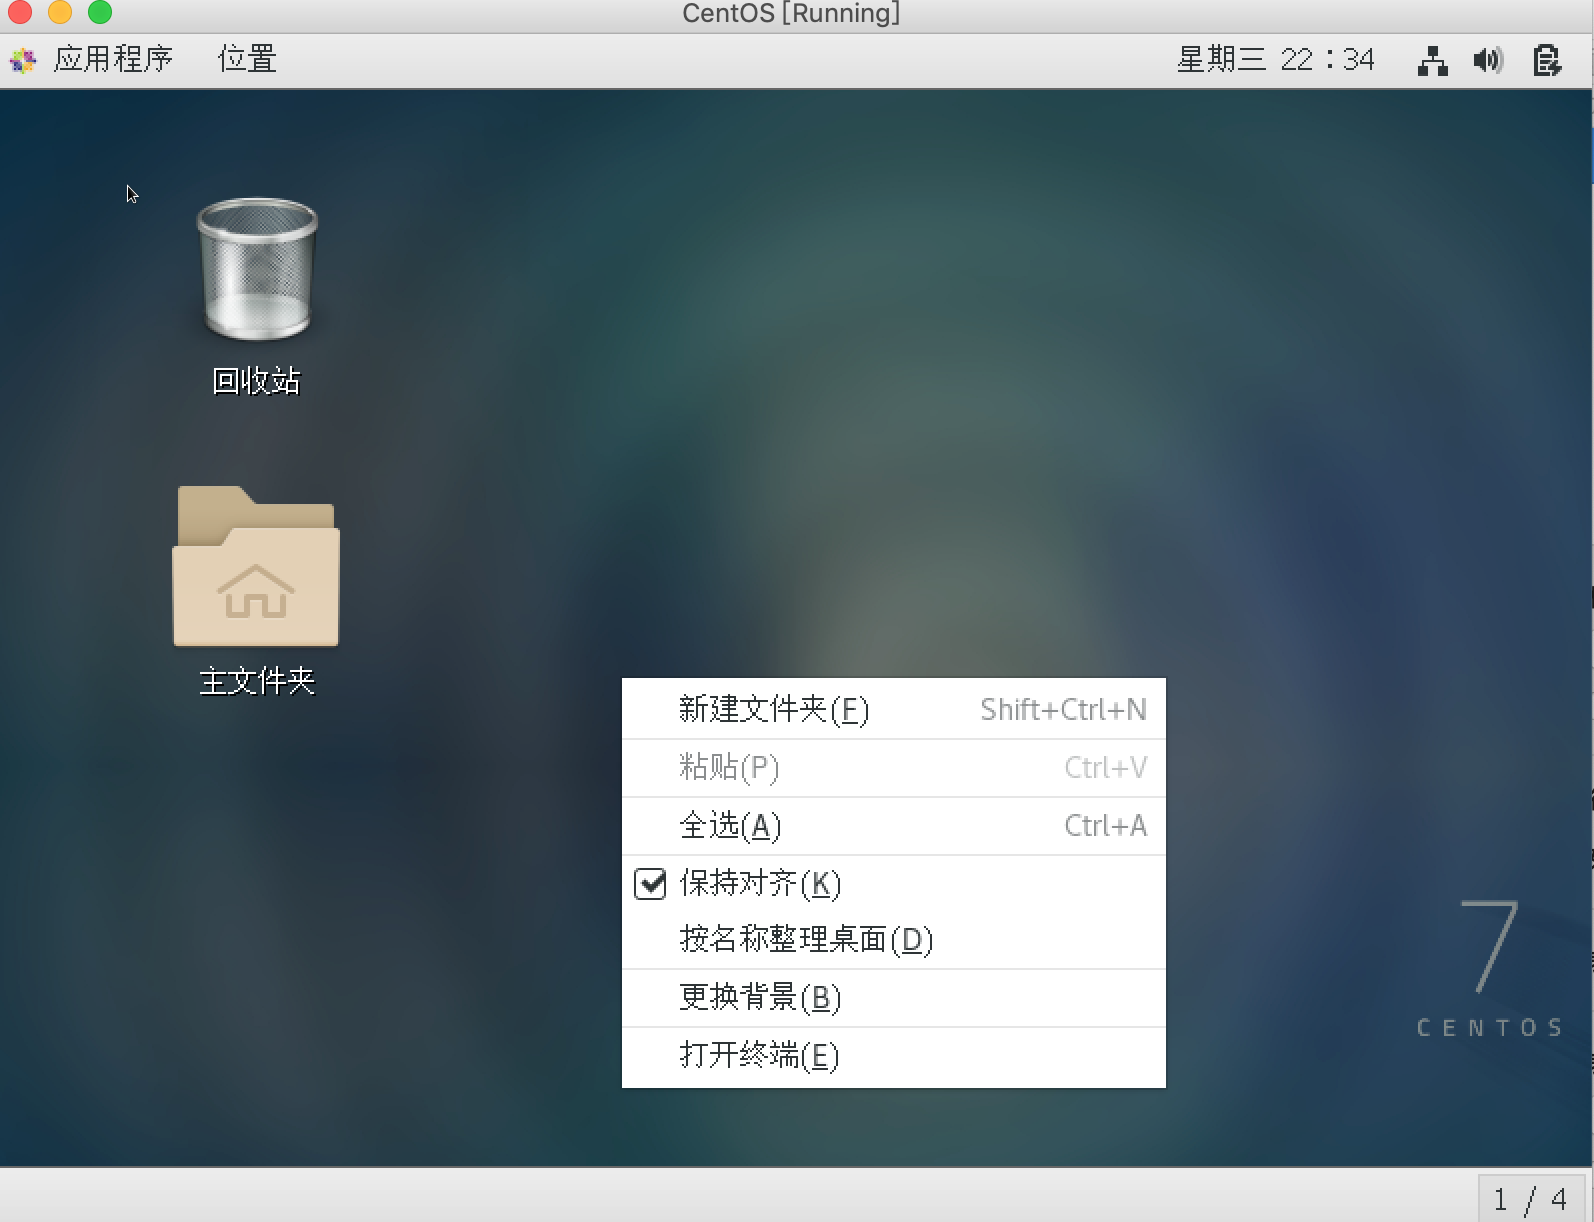 CentOS [Running]
应用程序 位置 星期三 22：34
回收站
主文件夹
新建文件夹(F) Shift+Ctrl+N
粘贴(P) Ctrl+V
全选(A) Ctrl+A
保持对齐(K)
按名称整理桌面(D)
更换背景(B)
打开终端(E)
7
CENTOS
1 / 4